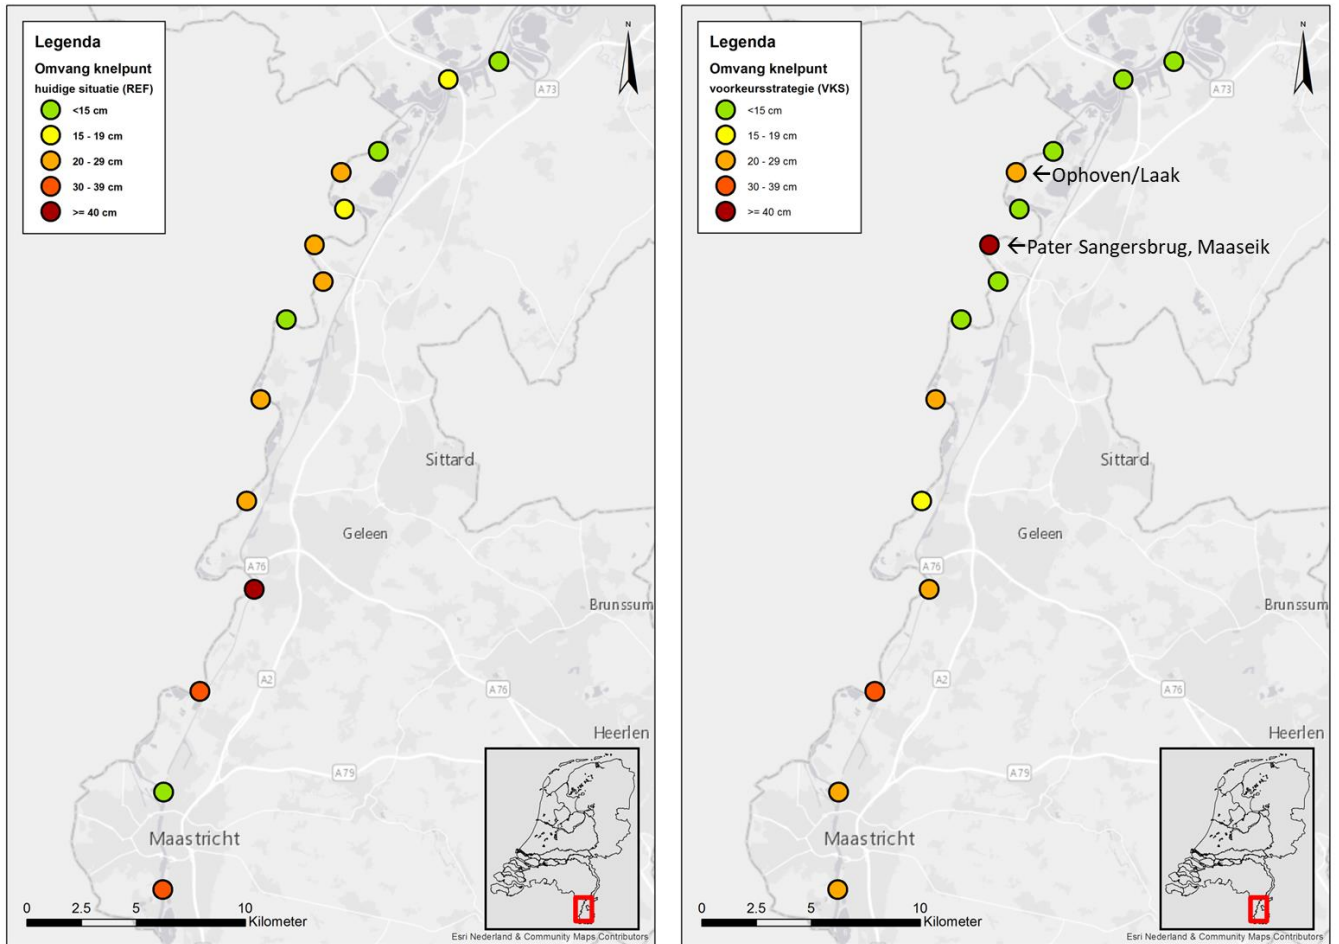 Legenda
Omvang knelpunt
huidige situatie (REF)
<15 cm
15 - 19 cm
20 - 29 cm
30 - 39 cm
>= 40 cm
N
A73
Sittard
Geleen
A76
Brunssum
A2
A76
Heerlen
A79
Maastricht
0 2.5 5 10
Kilometer
Esri Nederland & Community Maps Contributors
Legenda
Omvang knelpunt
voorkeursstrategie (VKS)
<15 cm
15 - 19 cm
20 - 29 cm
30 - 39 cm
>= 40 cm
N
A73
←Ophoven/Laak
←Pater Sangersbrug, Maaseik
Sittard
Geleen
A76
Brunssum
A2
A76
Heerlen
A79
Maastricht
0 2.5 5 10
Kilometer
Esri Nederland & Community Maps Contributors